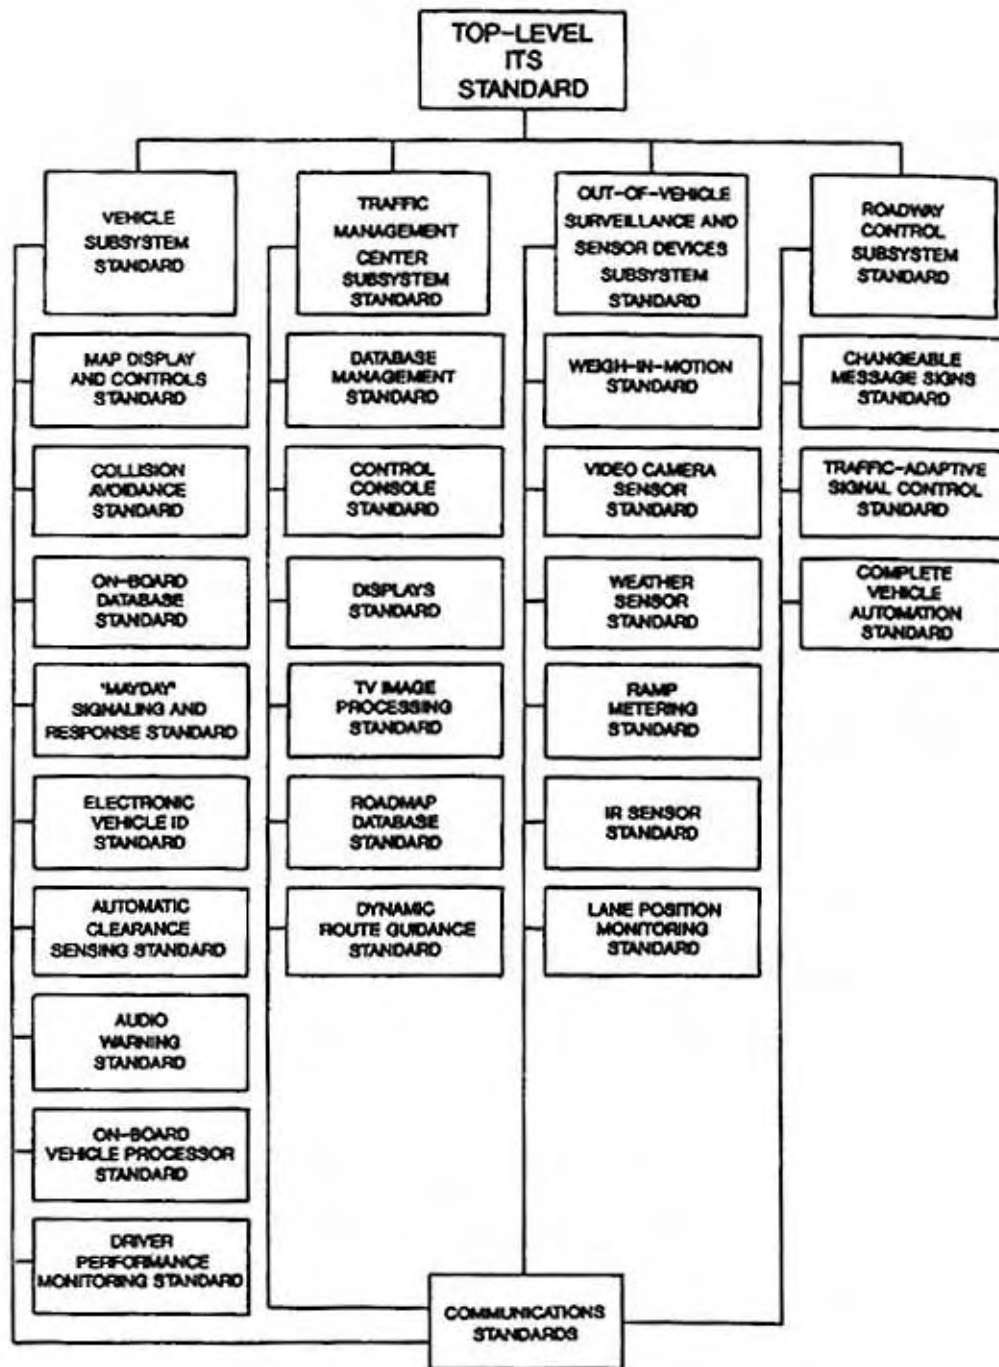 TOP-LEVEL
ITS
STANDARD
VEHICLE
SUBSYSTEM
STANDARD
TRAFFIC
MANAGEMENT
CENTER
SUBSYSTEM
STANDARD
OUT-OF-VEHICLE
SURVEILLANCE AND
SENSOR DEVICES
SUBSYSTEM
STANDARD
ROADWAY
CONTROL
SUBSYSTEM
STANDARD
MAP DISPLAY
AND CONTROLS
STANDARD
DATABASE
MANAGEMENT
STANDARD
WEIGH-IN-MOTION
STANDARD
CHANGEABLE
MESSAGE SIGNS
STANDARD
COLLISION
AVOIDANCE
STANDARD
CONTROL
CONSOLE
STANDARD
VIDEO CAMERA
SENSOR
STANDARD
TRAFFIC-ADAPTIVE
SIGNAL CONTROL
STANDARD
ON-BOARD
DATABASE
STANDARD
DISPLAYS
STANDARD
WEATHER
SENSOR
STANDARD
COMPLETE
VEHICLE
AUTOMATION
STANDARD
'MAYDAY'
SIGNALING AND
RESPONSE STANDARD
TV IMAGE
PROCESSING
STANDARD
RAMP
METERING
STANDARD
ELECTRONIC
VEHICLE ID
STANDARD
ROADMAP
DATABASE
STANDARD
IR SENSOR
STANDARD
AUTOMATIC
CLEARANCE
SENSING STANDARD
DYNAMIC
ROUTE GUIDANCE
STANDARD
LANE POSITION
MONITORING
STANDARD
AUDIO
WARNING
STANDARD
ON-BOARD
VEHICLE PROCESSOR
STANDARD
DRIVER
PERFORMANCE
MONITORING STANDARD
COMMUNICATIONS
STANDARDS